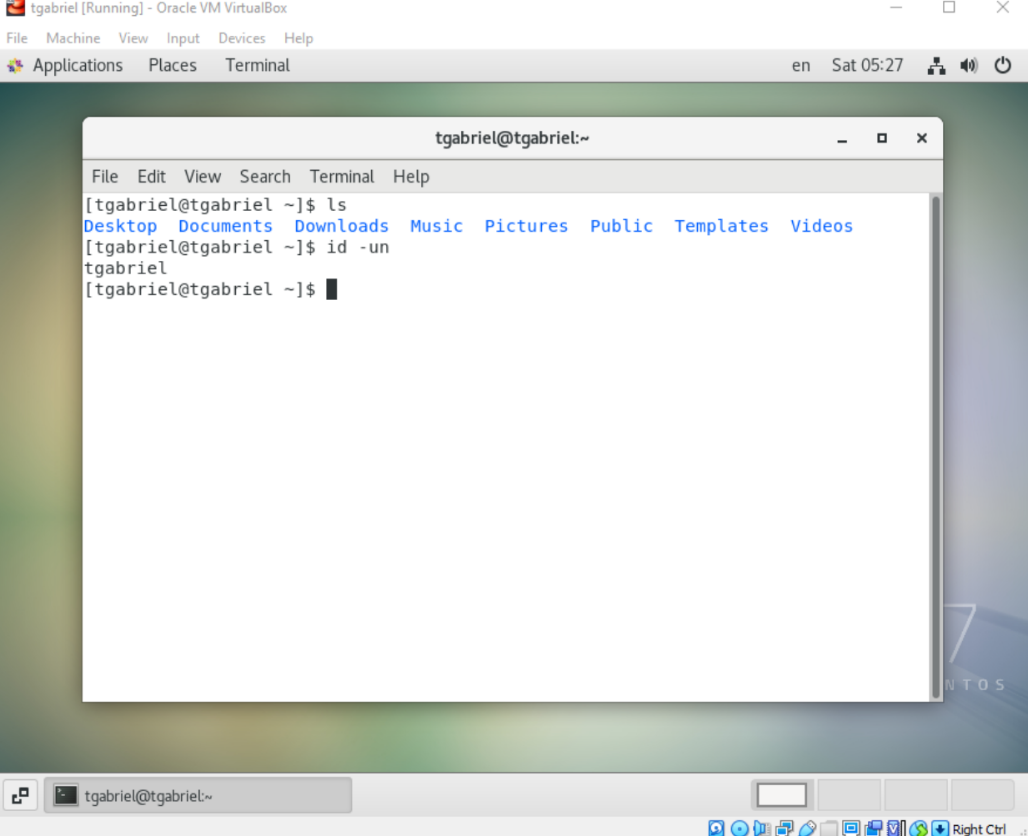 tgabriel [Running] - Oracle VM VirtualBox
File Machine View Input Devices Help
Applications Places Terminal en Sat 05:27
tgabriel@tgabriel:~
File Edit View Search Terminal Help
[tgabriel@tgabriel ~]$ ls
Desktop Documents Downloads Music Pictures Public Templates Videos
[tgabriel@tgabriel ~]$ id -un
tgabriel
[tgabriel@tgabriel ~]$
7
NTOS
tgabriel@tgabriel:~
Right Ctrl